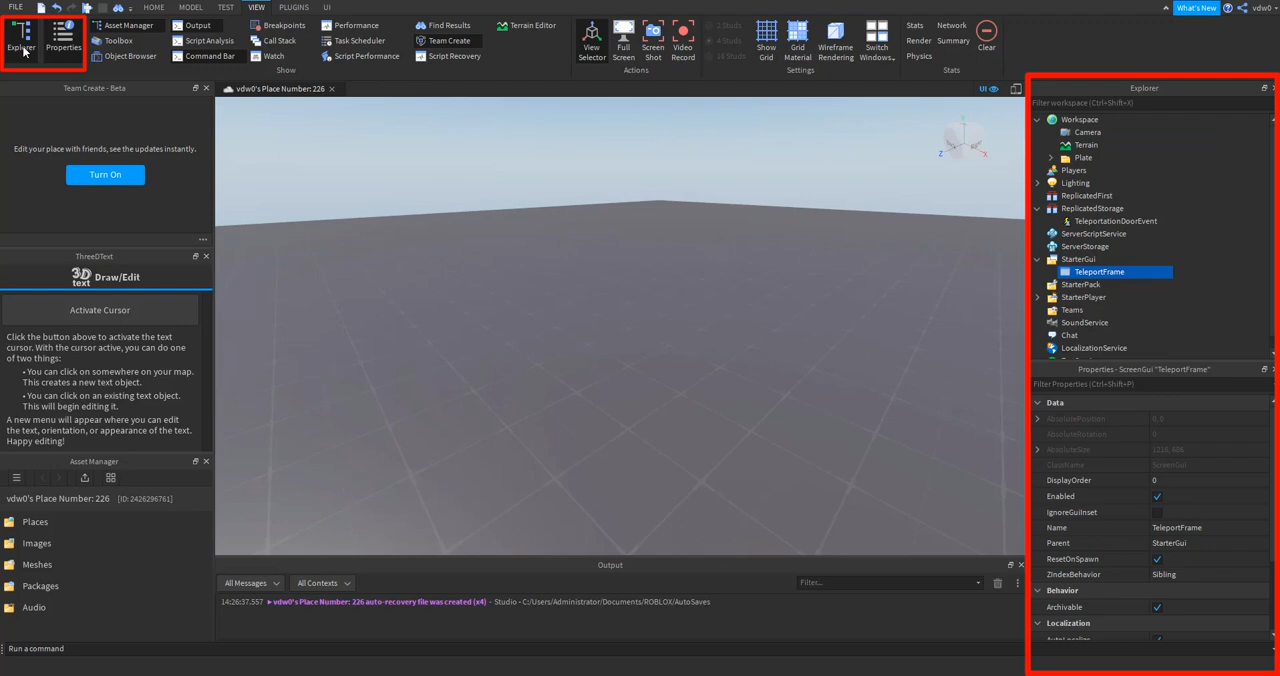 FILE HOME MODEL TEST VIEW PLUGINS UI What's New vdw0
Explorer Properties
Asset Manager Output Breakpoints Performance Find Results Terrain Editor
Toolbox Script Analysis Call Stack Task Scheduler Team Create
Object Browser Command Bar Watch Script Performance Script Recovery
Show
View Selector Full Screen Screen Shot Video Record
Actions
2 Studs
18 Studs
Show Grid Grid Material Wireframe Rendering Switch Windows...
Settings
Stats Network
Render Summary
Physics
Clear
Stats
Team Create - Beta
Edit your place with friends, see the updates instantly.
Turn On
ThreeDText
3D text Draw/Edit
Activate Cursor
Click the button above to activate the text
cursor. With the cursor active, you can do one
of two things:
• You can click on somewhere on your map.
This creates a new text object.
• You can click on an existing text object.
This will begin editing it.
A new menu will appear where you can edit
the text, orientation, or appearance of the text.
Happy editing!
Asset Manager
vdw0's Place Number: 226 [ID: 2426296761]
Places
Images
Meshes
Packages
Audio
Run a command
vdw0's Place Number: 226
UI
Y
Z
X
Output
All Messages All Contexts Filter...
14:26:37.557 vdw0's Place Number: 226 auto-recovery file was created (x4) - Studio - C:/Users/Administrator/Documents/ROBLOX/AutoSaves
Explorer
Filter workspace (Ctrl+Shift+X)
Workspace
Camera
Terrain
Plate
Players
Lighting
ReplicatedFirst
ReplicatedStorage
TeleportationDoorEvent
ServerScriptService
ServerStorage
StarterGui
TeleportFrame
StarterPack
StarterPlayer
Teams
SoundService
Chat
LocalizationService
Properties - ScreenGui "TeleportFrame"
Filter Properties (Ctrl+Shift+P)
Data
AbsolutePosition 0, 0
AbsoluteRotation 0
AbsoluteSize
ClassName ScreenGui
DisplayOrder 0
Enabled
IgnoreGuiInset
Name TeleportFrame
Parent StarterGui
ResetOnSpawn
ZIndexBehavior Sibling
Behavior
Archivable
Localization
AutoLocalize